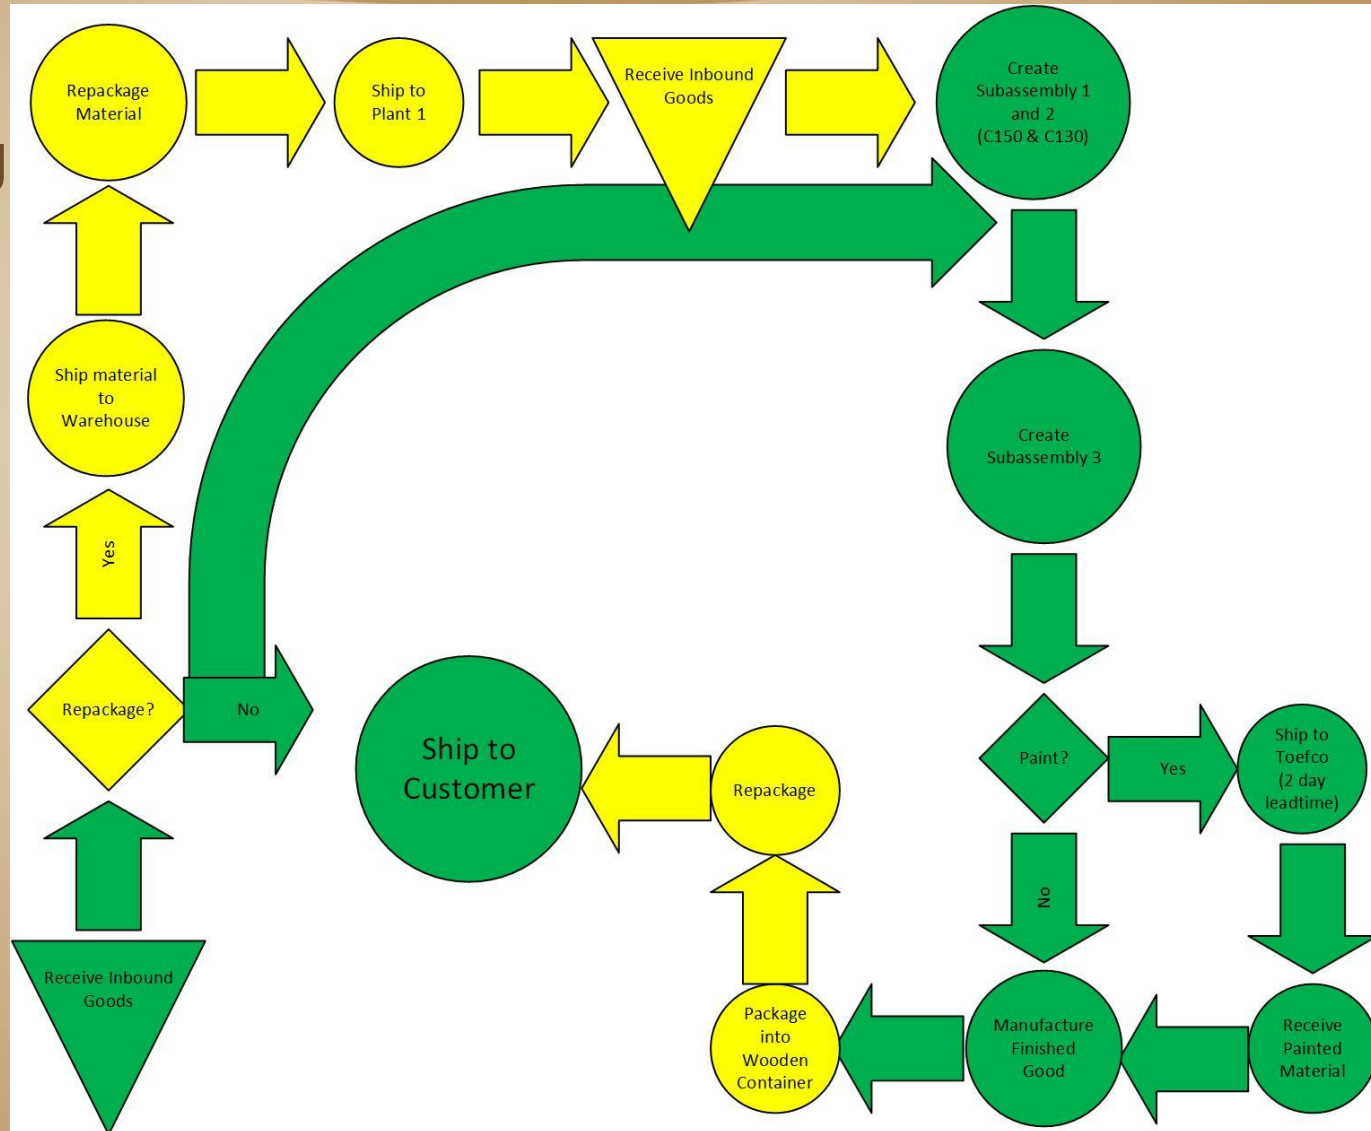 Repackage
Material
Ship to
Plant 1
Receive Inbound
Goods
Create
Subassembly 1
and 2
(C150 & C130)
Ship material
to
Warehouse
Create
Subassembly 3
Yes
Repackage?
No
Ship to
Customer
Repackage
Paint?
Yes
Ship to
Toefco
(2 day
leadtime)
No
Receive Inbound
Goods
Package
into
Wooden
Container
Manufacture
Finished
Good
Receive
Painted
Material